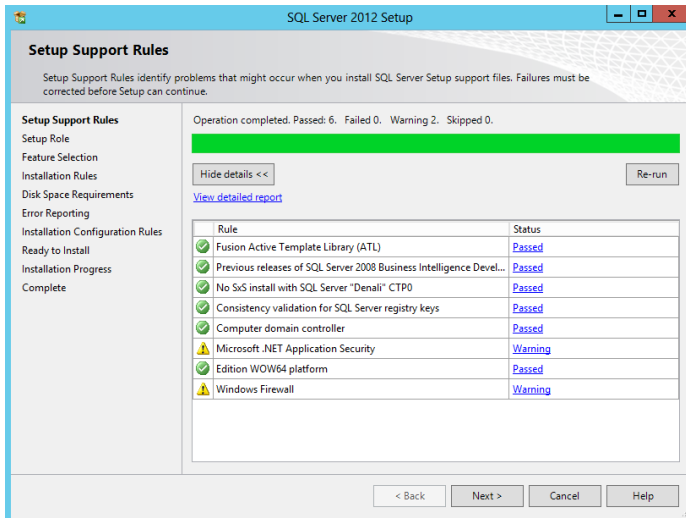 SQL Server 2012 Setup
Setup Support Rules
Setup Support Rules identify problems that might occur when you install SQL Server Setup support files. Failures must be
corrected before Setup can continue.
Setup Support Rules
Setup Role
Feature Selection
Installation Rules
Disk Space Requirements
Error Reporting
Installation Configuration Rules
Ready to Install
Installation Progress
Complete
Operation completed. Passed: 6. Failed 0. Warning 2. Skipped 0.
Hide details <<
Re-run
View detailed report
Rule Status
Fusion Active Template Library (ATL) Passed
Previous releases of SQL Server 2008 Business Intelligence Devel... Passed
No SxS install with SQL Server "Denali" CTP0 Passed
Consistency validation for SQL Server registry keys Passed
Computer domain controller Passed
Microsoft .NET Application Security Warning
Edition WOW64 platform Passed
Windows Firewall Warning
< Back Next > Cancel Help